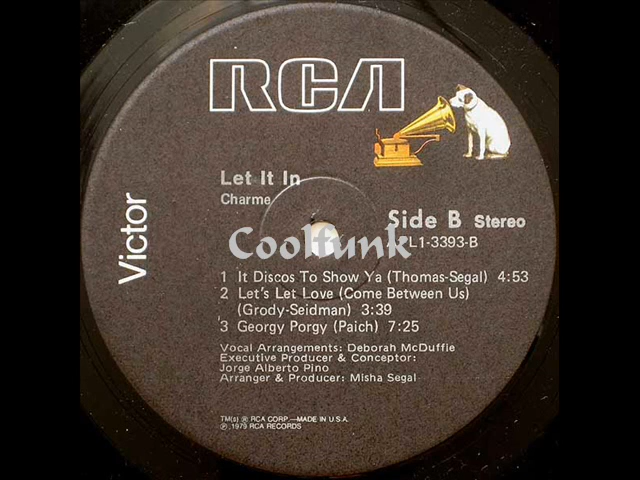 RCA
Victor
Let It In
Charme
Side B Stereo
Coolfunk
L1-3393-B
1 It Discos To Show Ya (Thomas-Segal) 4:53
2 Let's Let Love (Come Between Us)
(Grody-Seidman) 3:39
3 Georgy Porgy (Paich) 7:25
Vocal Arrangements: Deborah McDuffie
Executive Producer & Conceptor:
Jorge Alberto Pino
Arranger & Producer: Misha Segal
TM(s) ® RCA CORP.—MADE IN U.S.A.
℗ 1979 RCA RECORDS